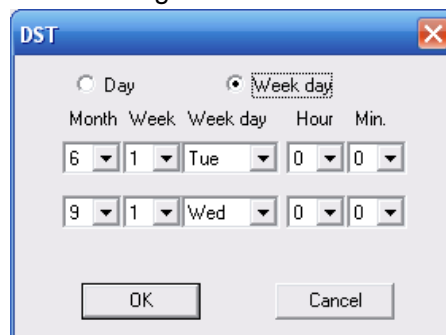 DST
Day Week day
Month Week Week day Hour Min.
6 1 Tue 0 0
9 1 Wed 0 0
OK Cancel